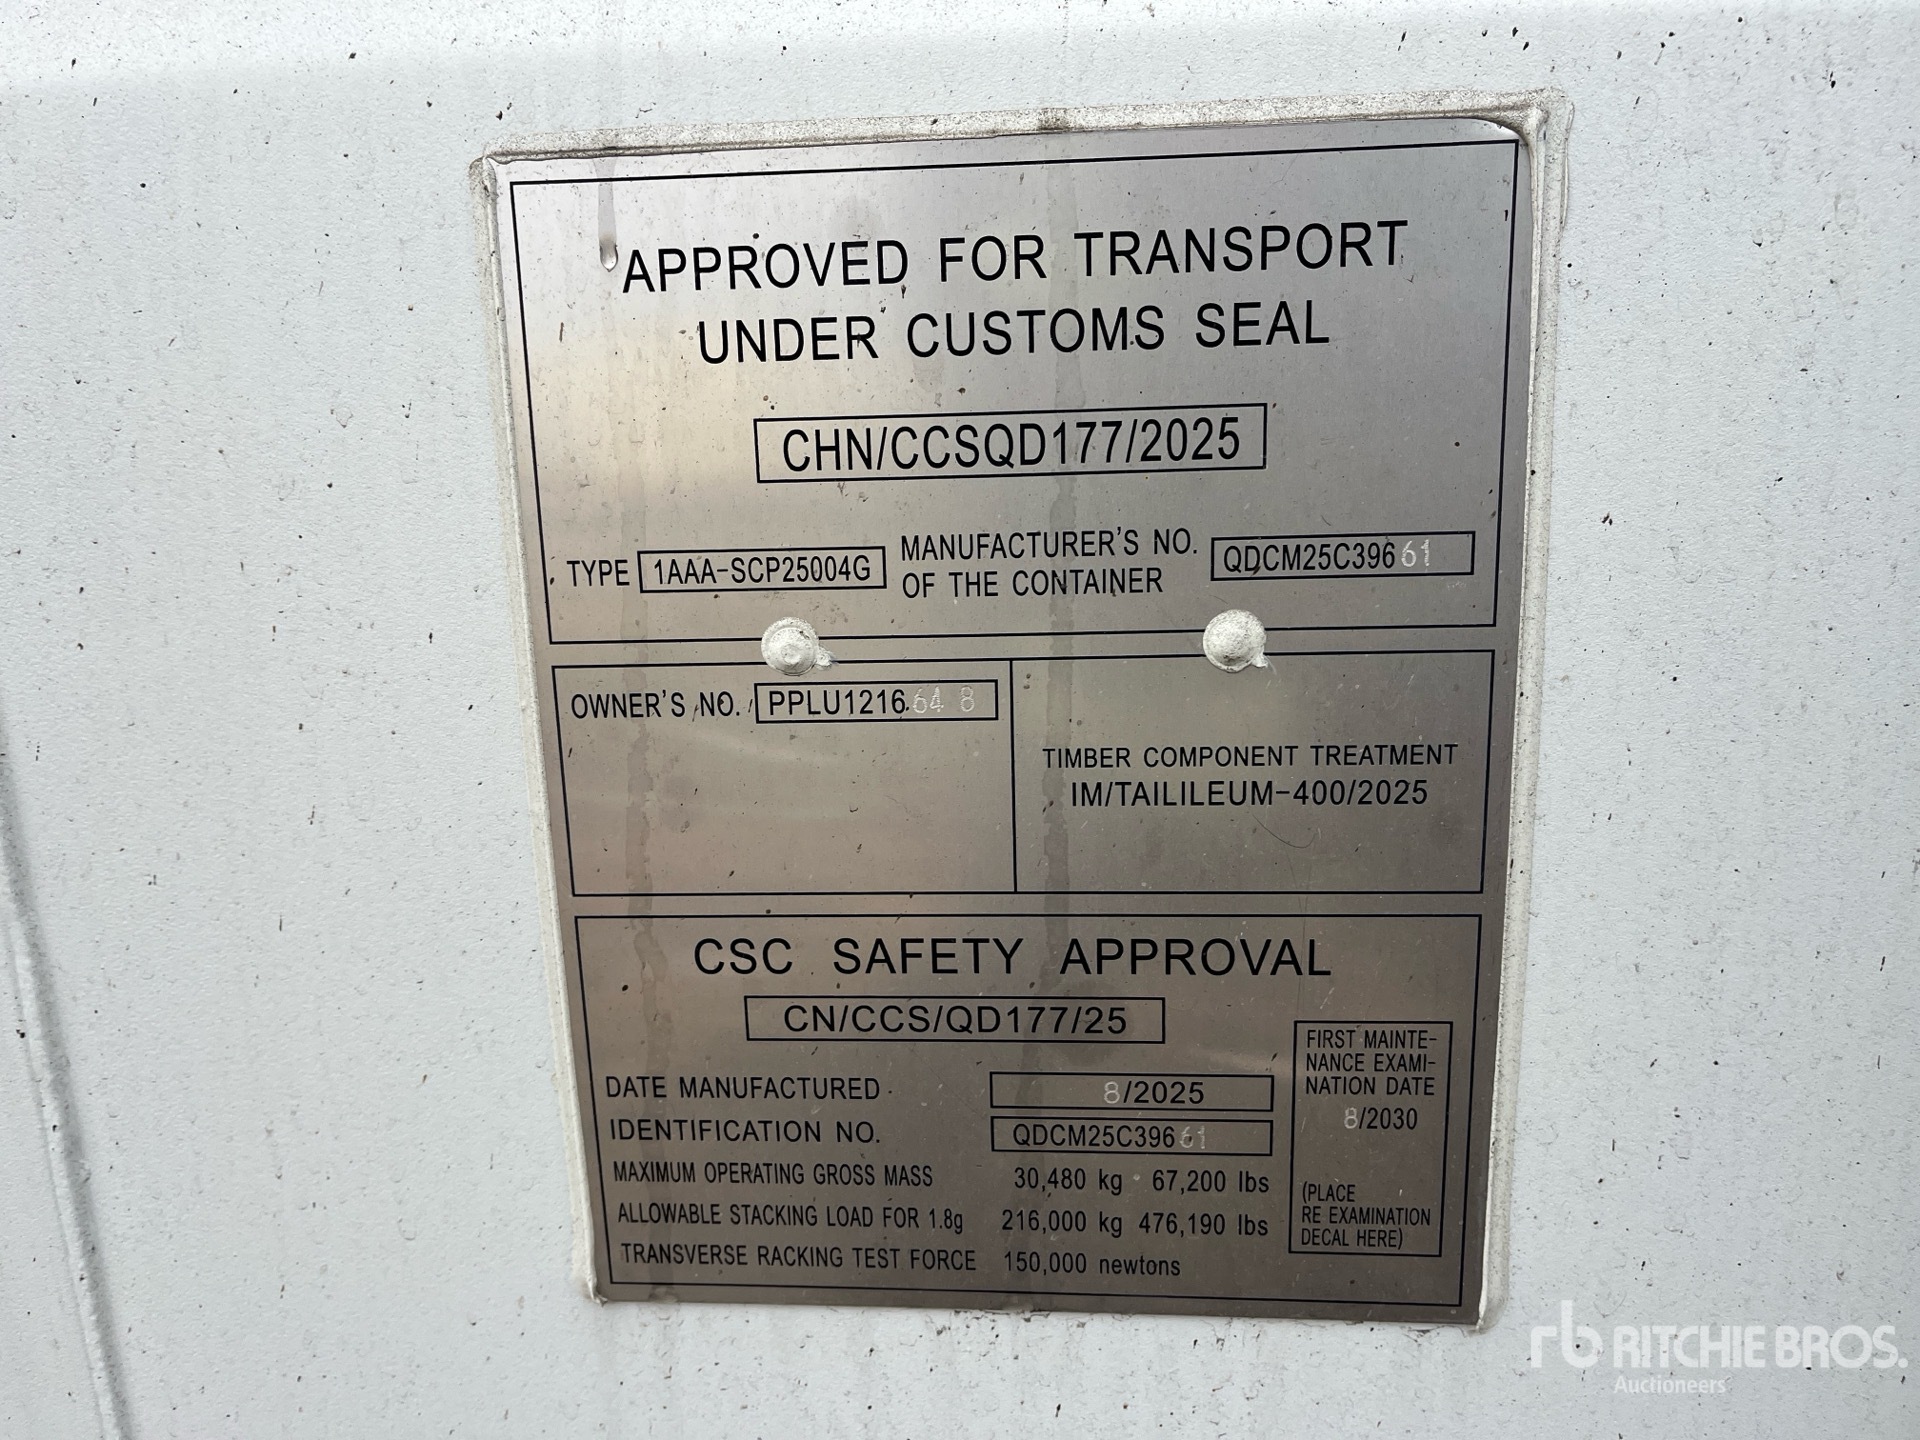 APPROVED FOR TRANSPORT
UNDER CUSTOMS SEAL
CHN/CCSQD177/2025
TYPE 1AAA-SCP25004G
MANUFACTURER'S NO.
OF THE CONTAINER
QDCM25C39661
OWNER'S NO. PPLU121664 8
TIMBER COMPONENT TREATMENT
IM/TAILILEUM-400/2025
CSC SAFETY APPROVAL
CN/CCS/QD177/25
DATE MANUFACTURED 8/2025
IDENTIFICATION NO. QDCM25C39661
MAXIMUM OPERATING GROSS MASS 30,480 kg 67,200 lbs
ALLOWABLE STACKING LOAD FOR 1.8g 216,000 kg 476,190 lbs
TRANSVERSE RACKING TEST FORCE 150,000 newtons
FIRST MAINTE-
NANCE EXAMI-
NATION DATE
8/2030
(PLACE
RE EXAMINATION
DECAL HERE)
rb RITCHIE BROS.
Auctioneers